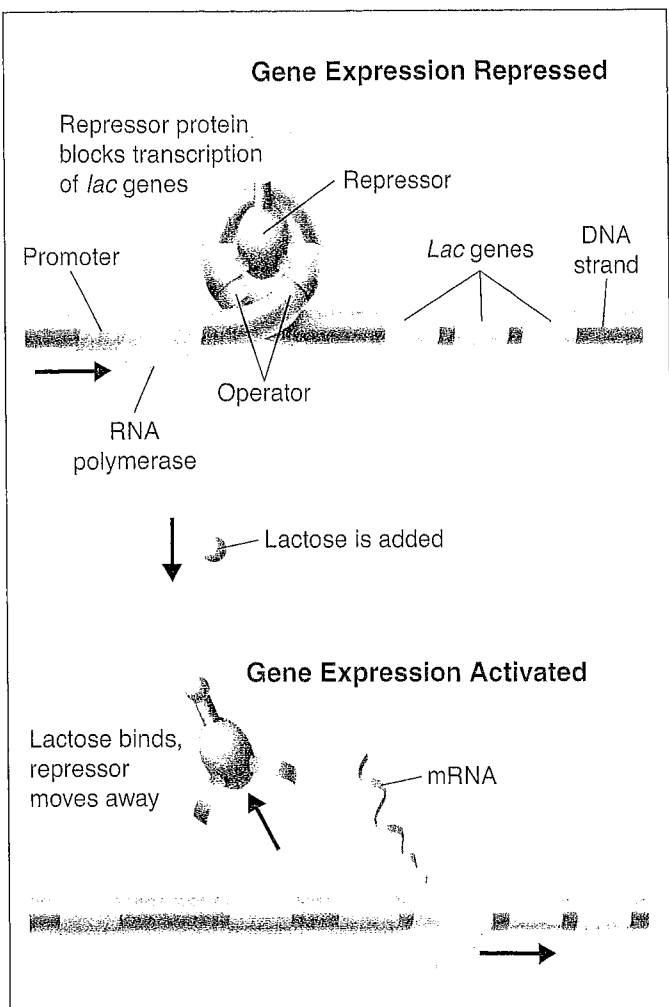 Gene Expression Repressed
Repressor protein
blocks transcription
of lac genes
Repressor
Promoter
Lac genes
DNA
strand
Operator
RNA
polymerase
Lactose is added
Gene Expression Activated
Lactose binds,
repressor
moves away
mRNA